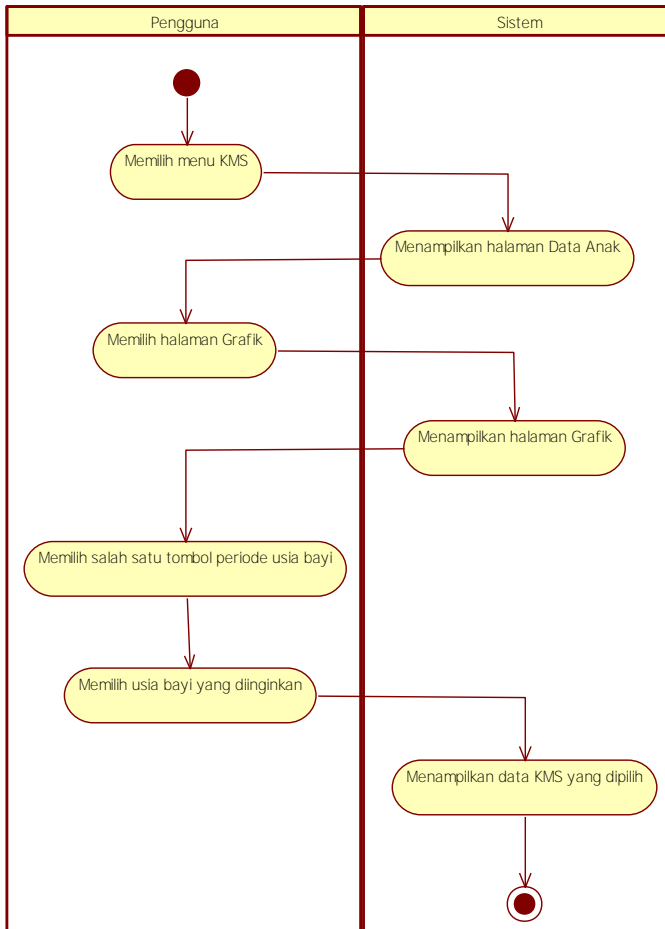 Pengguna
Sistem
Memilih menu KMS
Menampilkan halaman Data Anak
Memilih halaman Grafik
Menampilkan halaman Grafik
Memilih salah satu tombol periode usia bayi
Memilih usia bayi yang diinginkan
Menampilkan data KMS yang dipilih